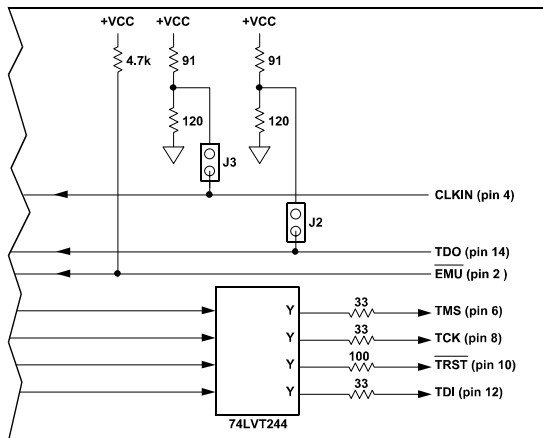 +VCC +VCC +VCC
4.7k 91 91
120 120
J3
CLKIN (pin 4)
J2
TDO (pin 14)
EMU (pin 2 )
Y 33 TMS (pin 6)
Y 33 TCK (pin 8)
Y 100 TRST (pin 10)
Y 33 TDI (pin 12)
74LVT244